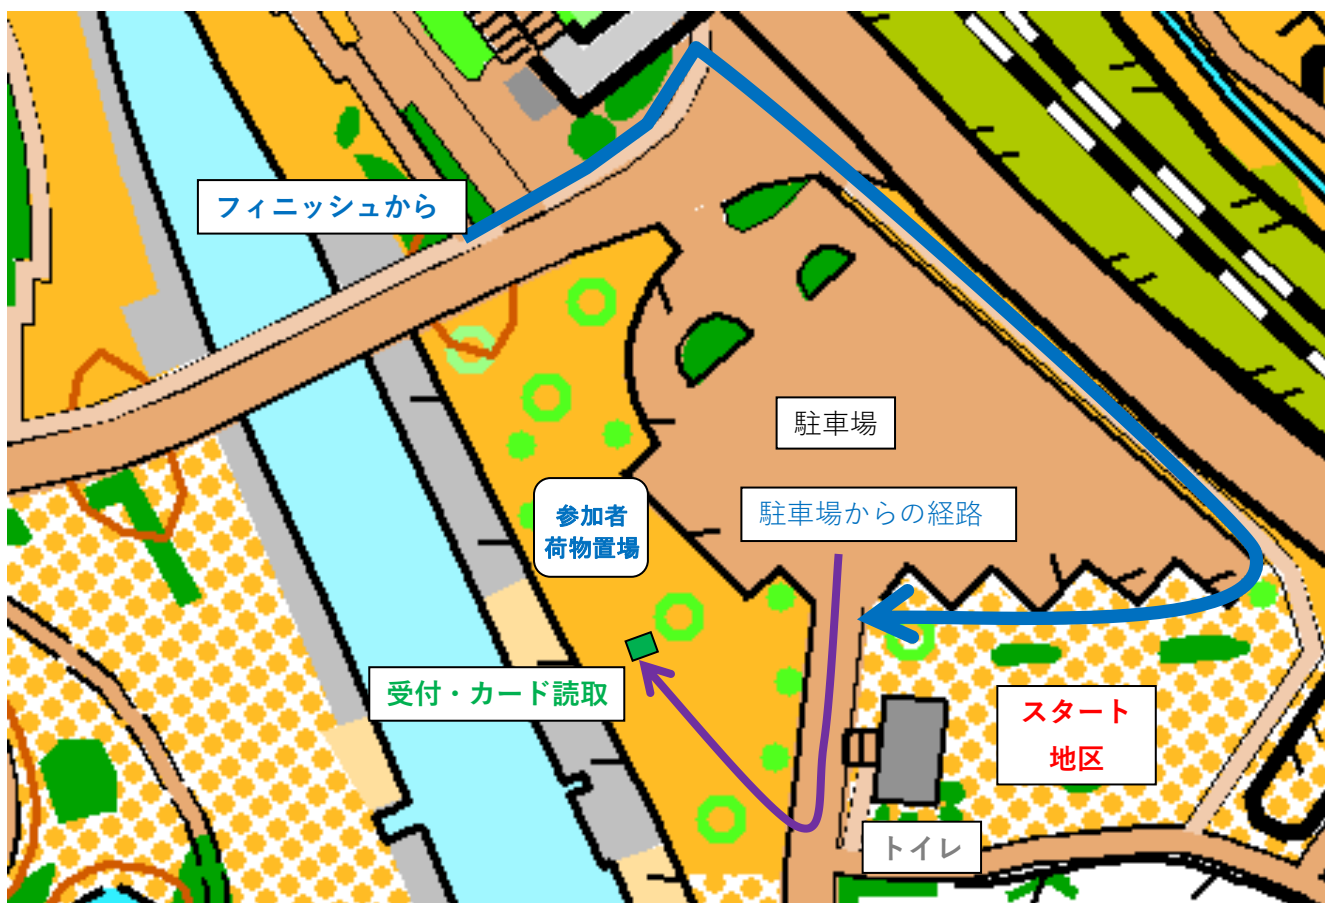 フィニッシュから
駐車場
駐車場からの経路
参加者
荷物置場
受付・カード読取
スタート
地区
トイレ